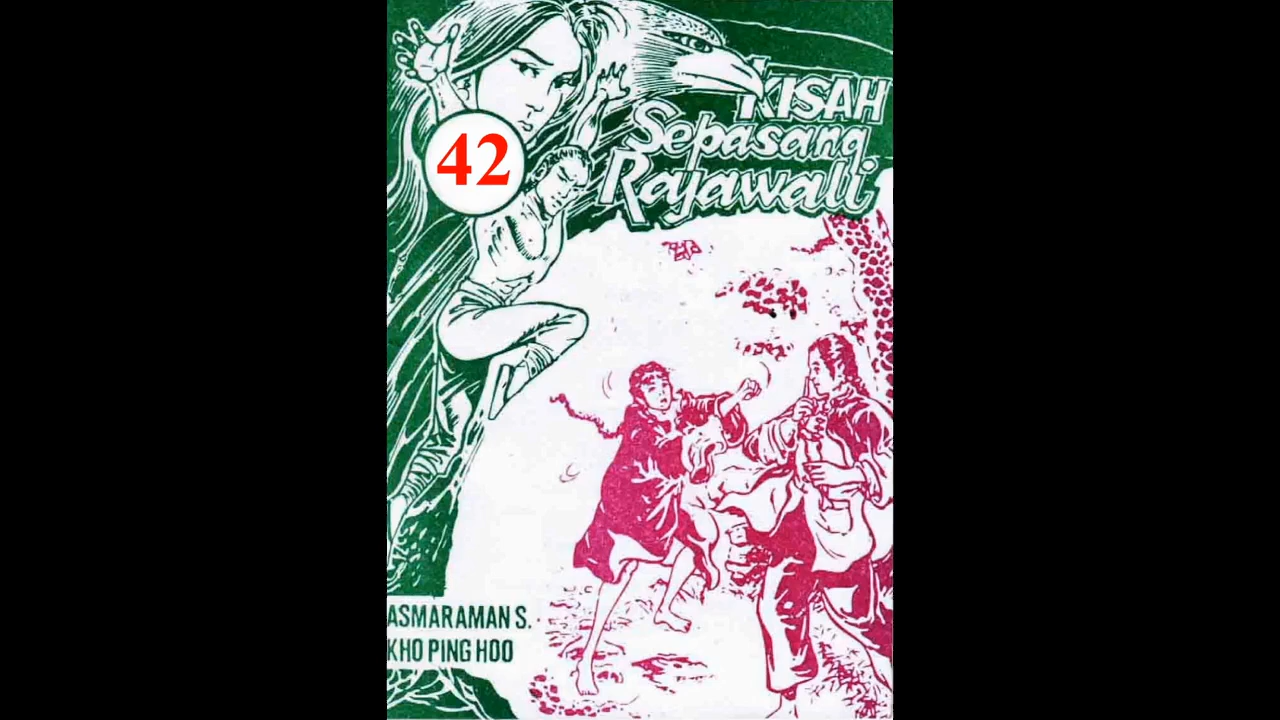 42
KISAH
Sepasang
Rajawali
ASMARAMAN S.
KHO PING HOO